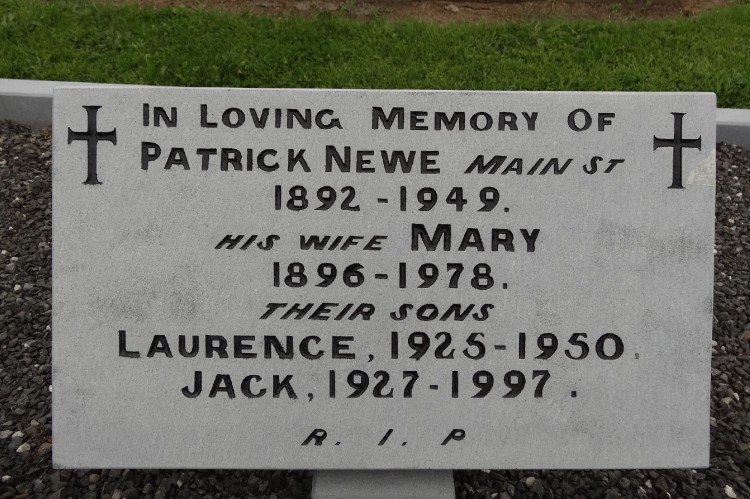 In Loving Memory Of
Patrick Newe Main St
1892 - 1949.
His Wife Mary
1896 - 1978.
Their Sons
Laurence, 1925 - 1950.
Jack, 1927 - 1997.
R. I. P